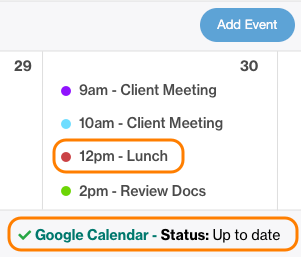 Add Event
29
30
9am - Client Meeting
10am - Client Meeting
12pm - Lunch
2pm - Review Docs
Google Calendar - Status: Up to date